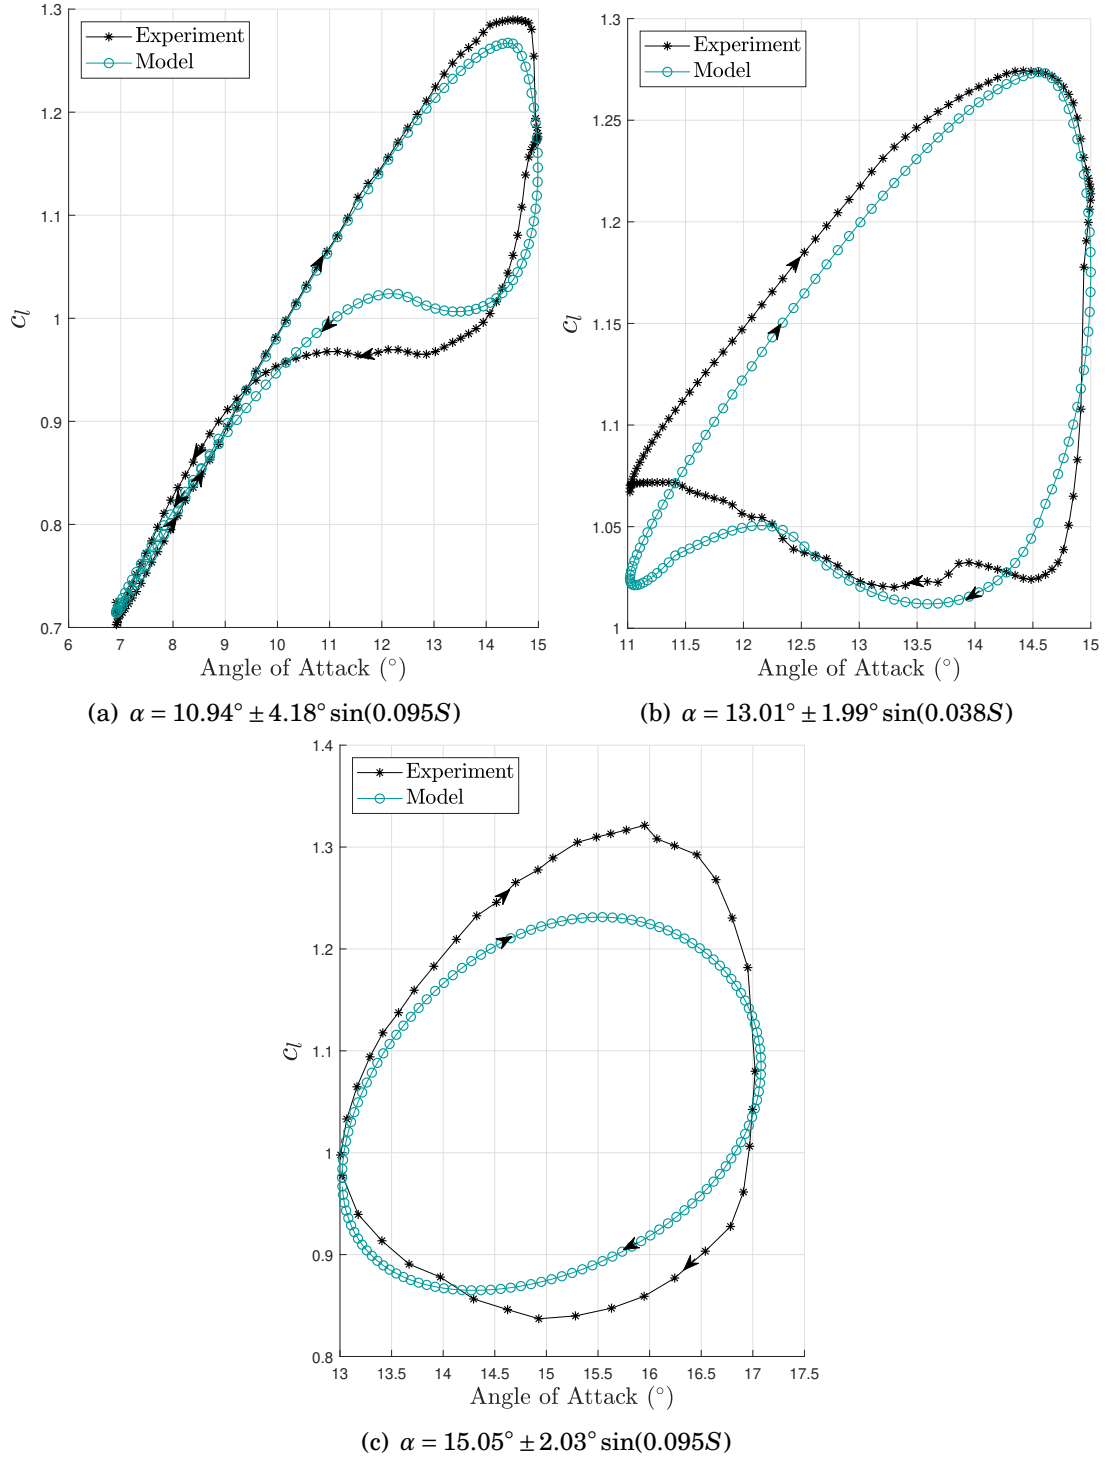 Experiment
Model
1.3
1.2
1.1
1
0.9
0.8
0.7
c_l
6 7 8 9 10 11 12 13 14 15
Angle of Attack (°)
(a) α = 10.94° ± 4.18° sin(0.095S)
Experiment
Model
1.3
1.25
1.2
1.15
1.1
1.05
1
c_l
11 11.5 12 12.5 13 13.5 14 14.5 15
Angle of Attack (°)
(b) α = 13.01° ± 1.99° sin(0.038S)
Experiment
Model
1.4
1.3
1.2
1.1
1
0.9
0.8
c_l
13 13.5 14 14.5 15 15.5 16 16.5 17 17.5
Angle of Attack (°)
(c) α = 15.05° ± 2.03° sin(0.095S)